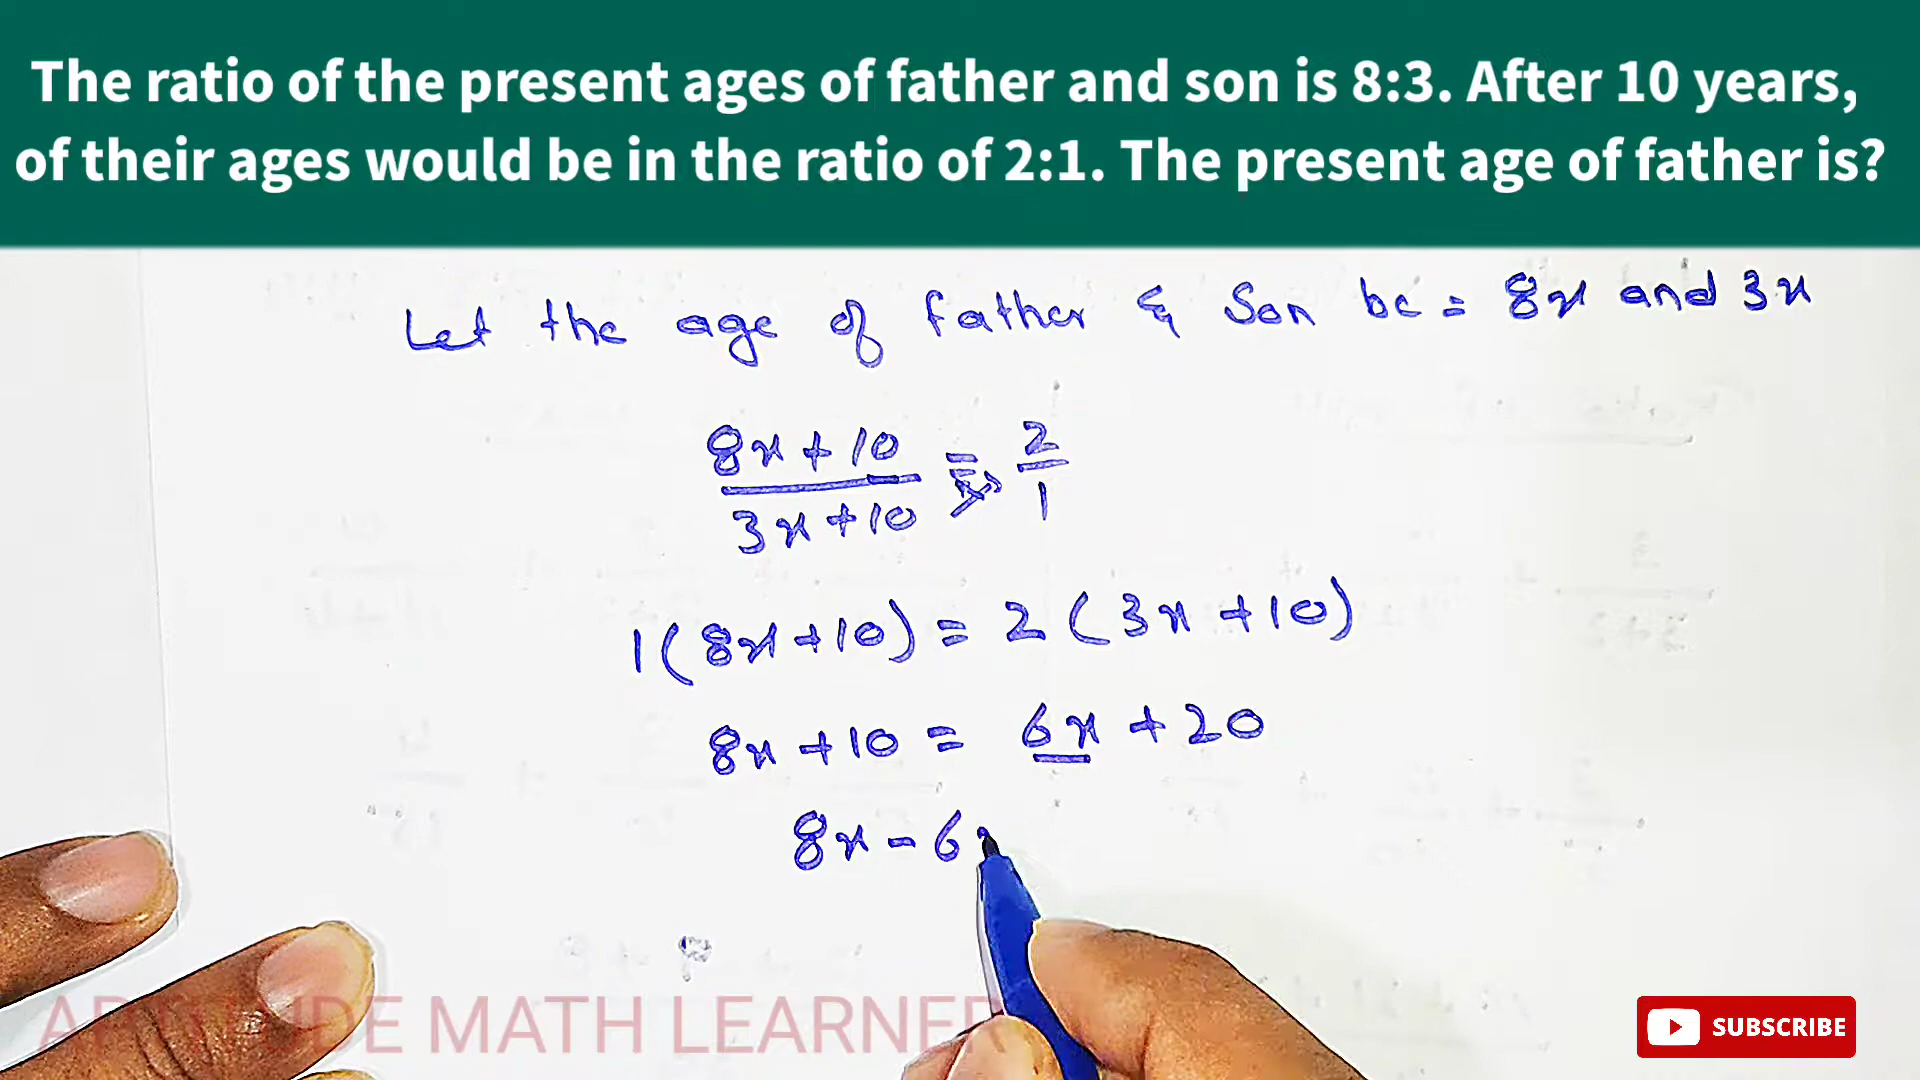 The ratio of the present ages of father and son is 8:3. After 10 years,
of their ages would be in the ratio of 2:1. The present age of father is?
Let the age of father & Son be = 8x and 3x
8x+10 = 2
3x+10 1
1(8x+10) = 2(3x+10)
8x+10 = 6x+20
8x-6
MATH LEARNER
SUBSCRIBE